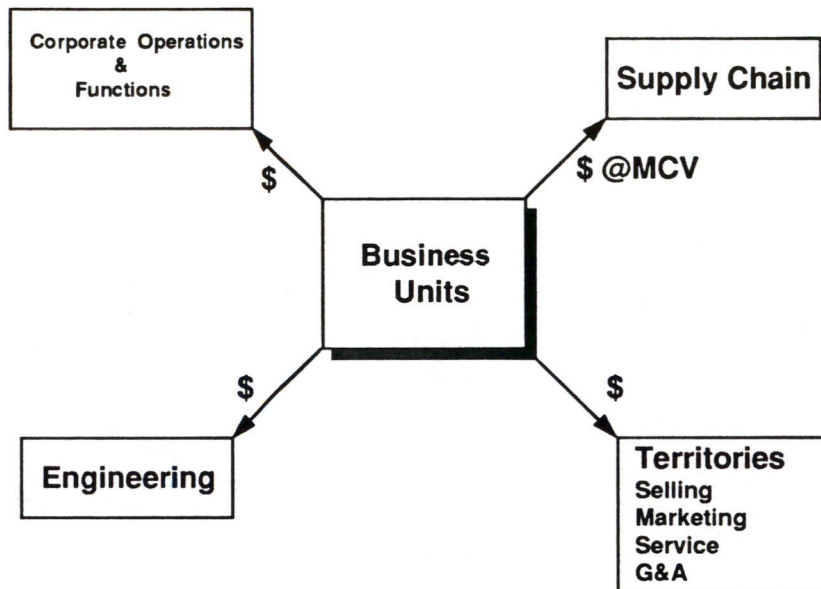 Corporate Operations
&
Functions
Supply Chain
$
$ @MCV
Business
Units
$
$
Engineering
Territories
Selling
Marketing
Service
G&A